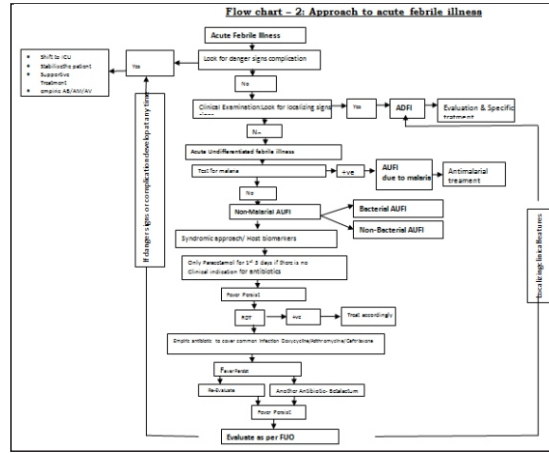 Flow chart – 2: Approach to acute febrile illness
Acute Febrile Illness
Look for danger signs complication
Yes
Shift to ICU
Stabilise the patient
Supportive
Treatment
empiric AB/AM/AV
No
Clinical Examination:Look for localizing signs
Yes
ADFI
Evaluation & Specific
tratment
No
Acute Undifferentiated febrile illness
Test for malaria
+ve
AUFI
due to malaria
Antimalarial
treament
No
Non-Malarial AUFI
Bacterial AUFI
Non-Bacterial AUFI
Syndromic approach/ Host biomarkers
Only Paracetamol for 1st 3 days if there is no
Clinical indication for antibiotics
Fever Persist
RDT
+ve
Treat accordingly
Empiric antibiotic to cover common infection Doxycycline/Azithromycine/Ceftriaxone
Fever Persist
Re-Evaluate
Another Antibiotic-
Fever Persist
Evaluate as per FUO
If danger signs or complication develop at any time
Localizing clinical features